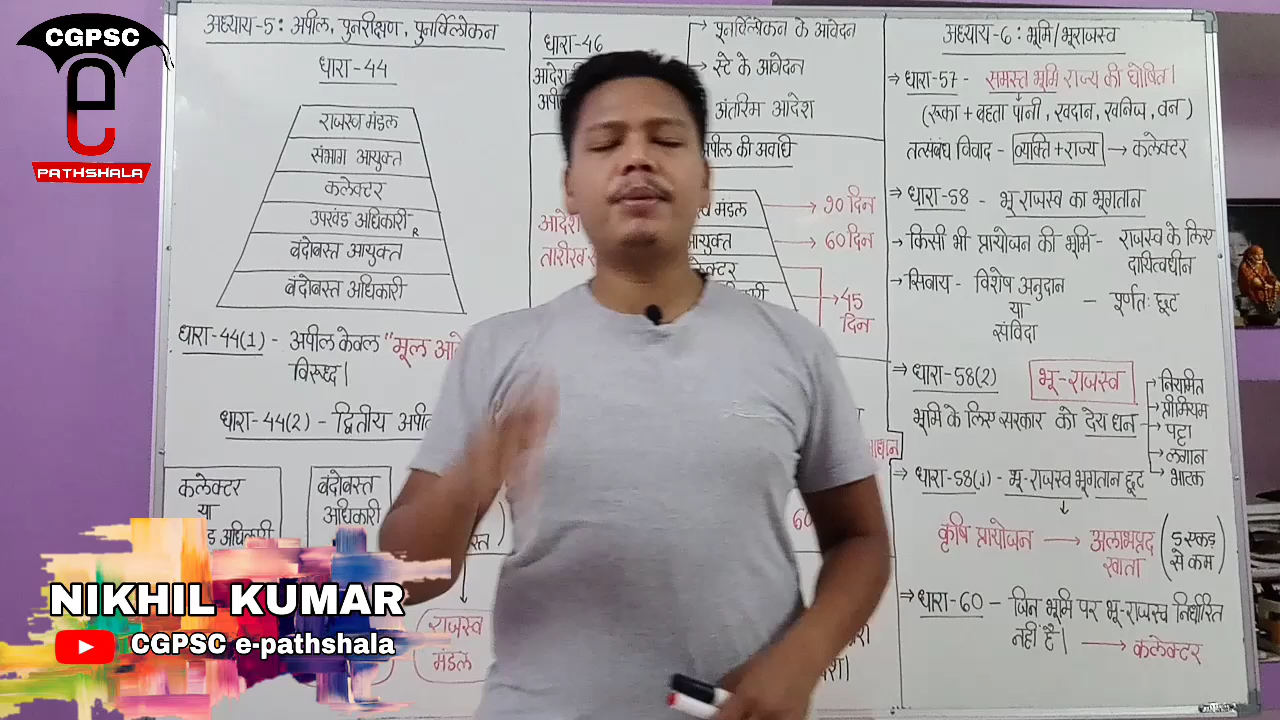 CGPSC
e
PATHSHALA
अध्याय-5 : अपील, पुनरीक्षण, पुनर्विलोकन
धारा-44
राजस्व मंडल
संभाग आयुक्त
कलेक्टर
उपखंड अधिकारी R
बंदोबस्त आयुक्त
बंदोबस्त अधिकारी
धारा-44(1) - अपील केवल "मूल
विरूद्ध।
धारा-44(2) - द्वितीय
कलेक्टर
या
अधिकारी
बंदोबस्त
अधिकारी
राजस्व
मंडल
धारा-46
पुनर्विलोकन के आवेदन
स्टे के आवेदन
अंतरिम आदेश
अपील की अवधि
आदेश
तारीख
मंडल
90 दिन
आयुक्त
60 दिन
45
दिन
60
अध्याय-6 : भूमि/भूराजस्व
⇒ धारा-57 - समस्त भूमि राज्य की घोषित।
(रूका + बहता पानी, खदान, खनिज, वन)
तत्संबंध विवाद - व्यक्ति + राज्य → कलेक्टर
⇒ धारा-58 - भू राजस्व का भूगतान
→ किसी भी प्रायोजन की भूमि - राजस्व के लिए
दायित्वधीन
→ सिवाय - विशेष अनुदान
या
संविदा
- पूर्णतः छूट
⇒ धारा-58(2) भू-राजस्व
भूमि के लिए सरकार को देय धन
नियमित
प्रीमियम
पट्टा
लगान
भाटक
⇒ धारा-58(1) - भू-राजस्व भूगतान छूट
कृषि प्रायोजन → अलाभप्रद
खाता
(5 एकड़
से कम)
⇒ धारा-60 - जिन भूमि पर भू-राजस्व निर्धारित
नहीं है। → कलेक्टर
NIKHIL KUMAR
CGPSC e-pathshala